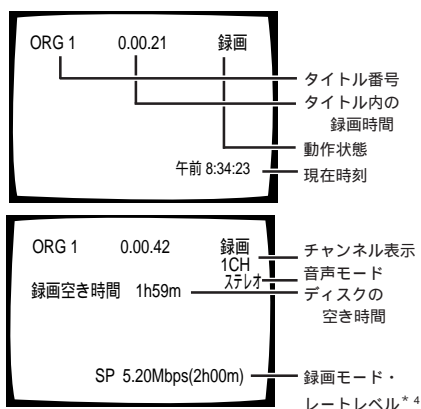 ORG 1 0.00.21 録画
タイトル番号
タイトル内の
録画時間
動作状態
午前 8:34:23
現在時刻
ORG 1 0.00.42 録画
1CH
ステレオ
チャンネル表示
音声モード
録画空き時間 1h59m
ディスクの
空き時間
SP 5.20Mbps(2h00m)
録画モード・
レートレベル*4